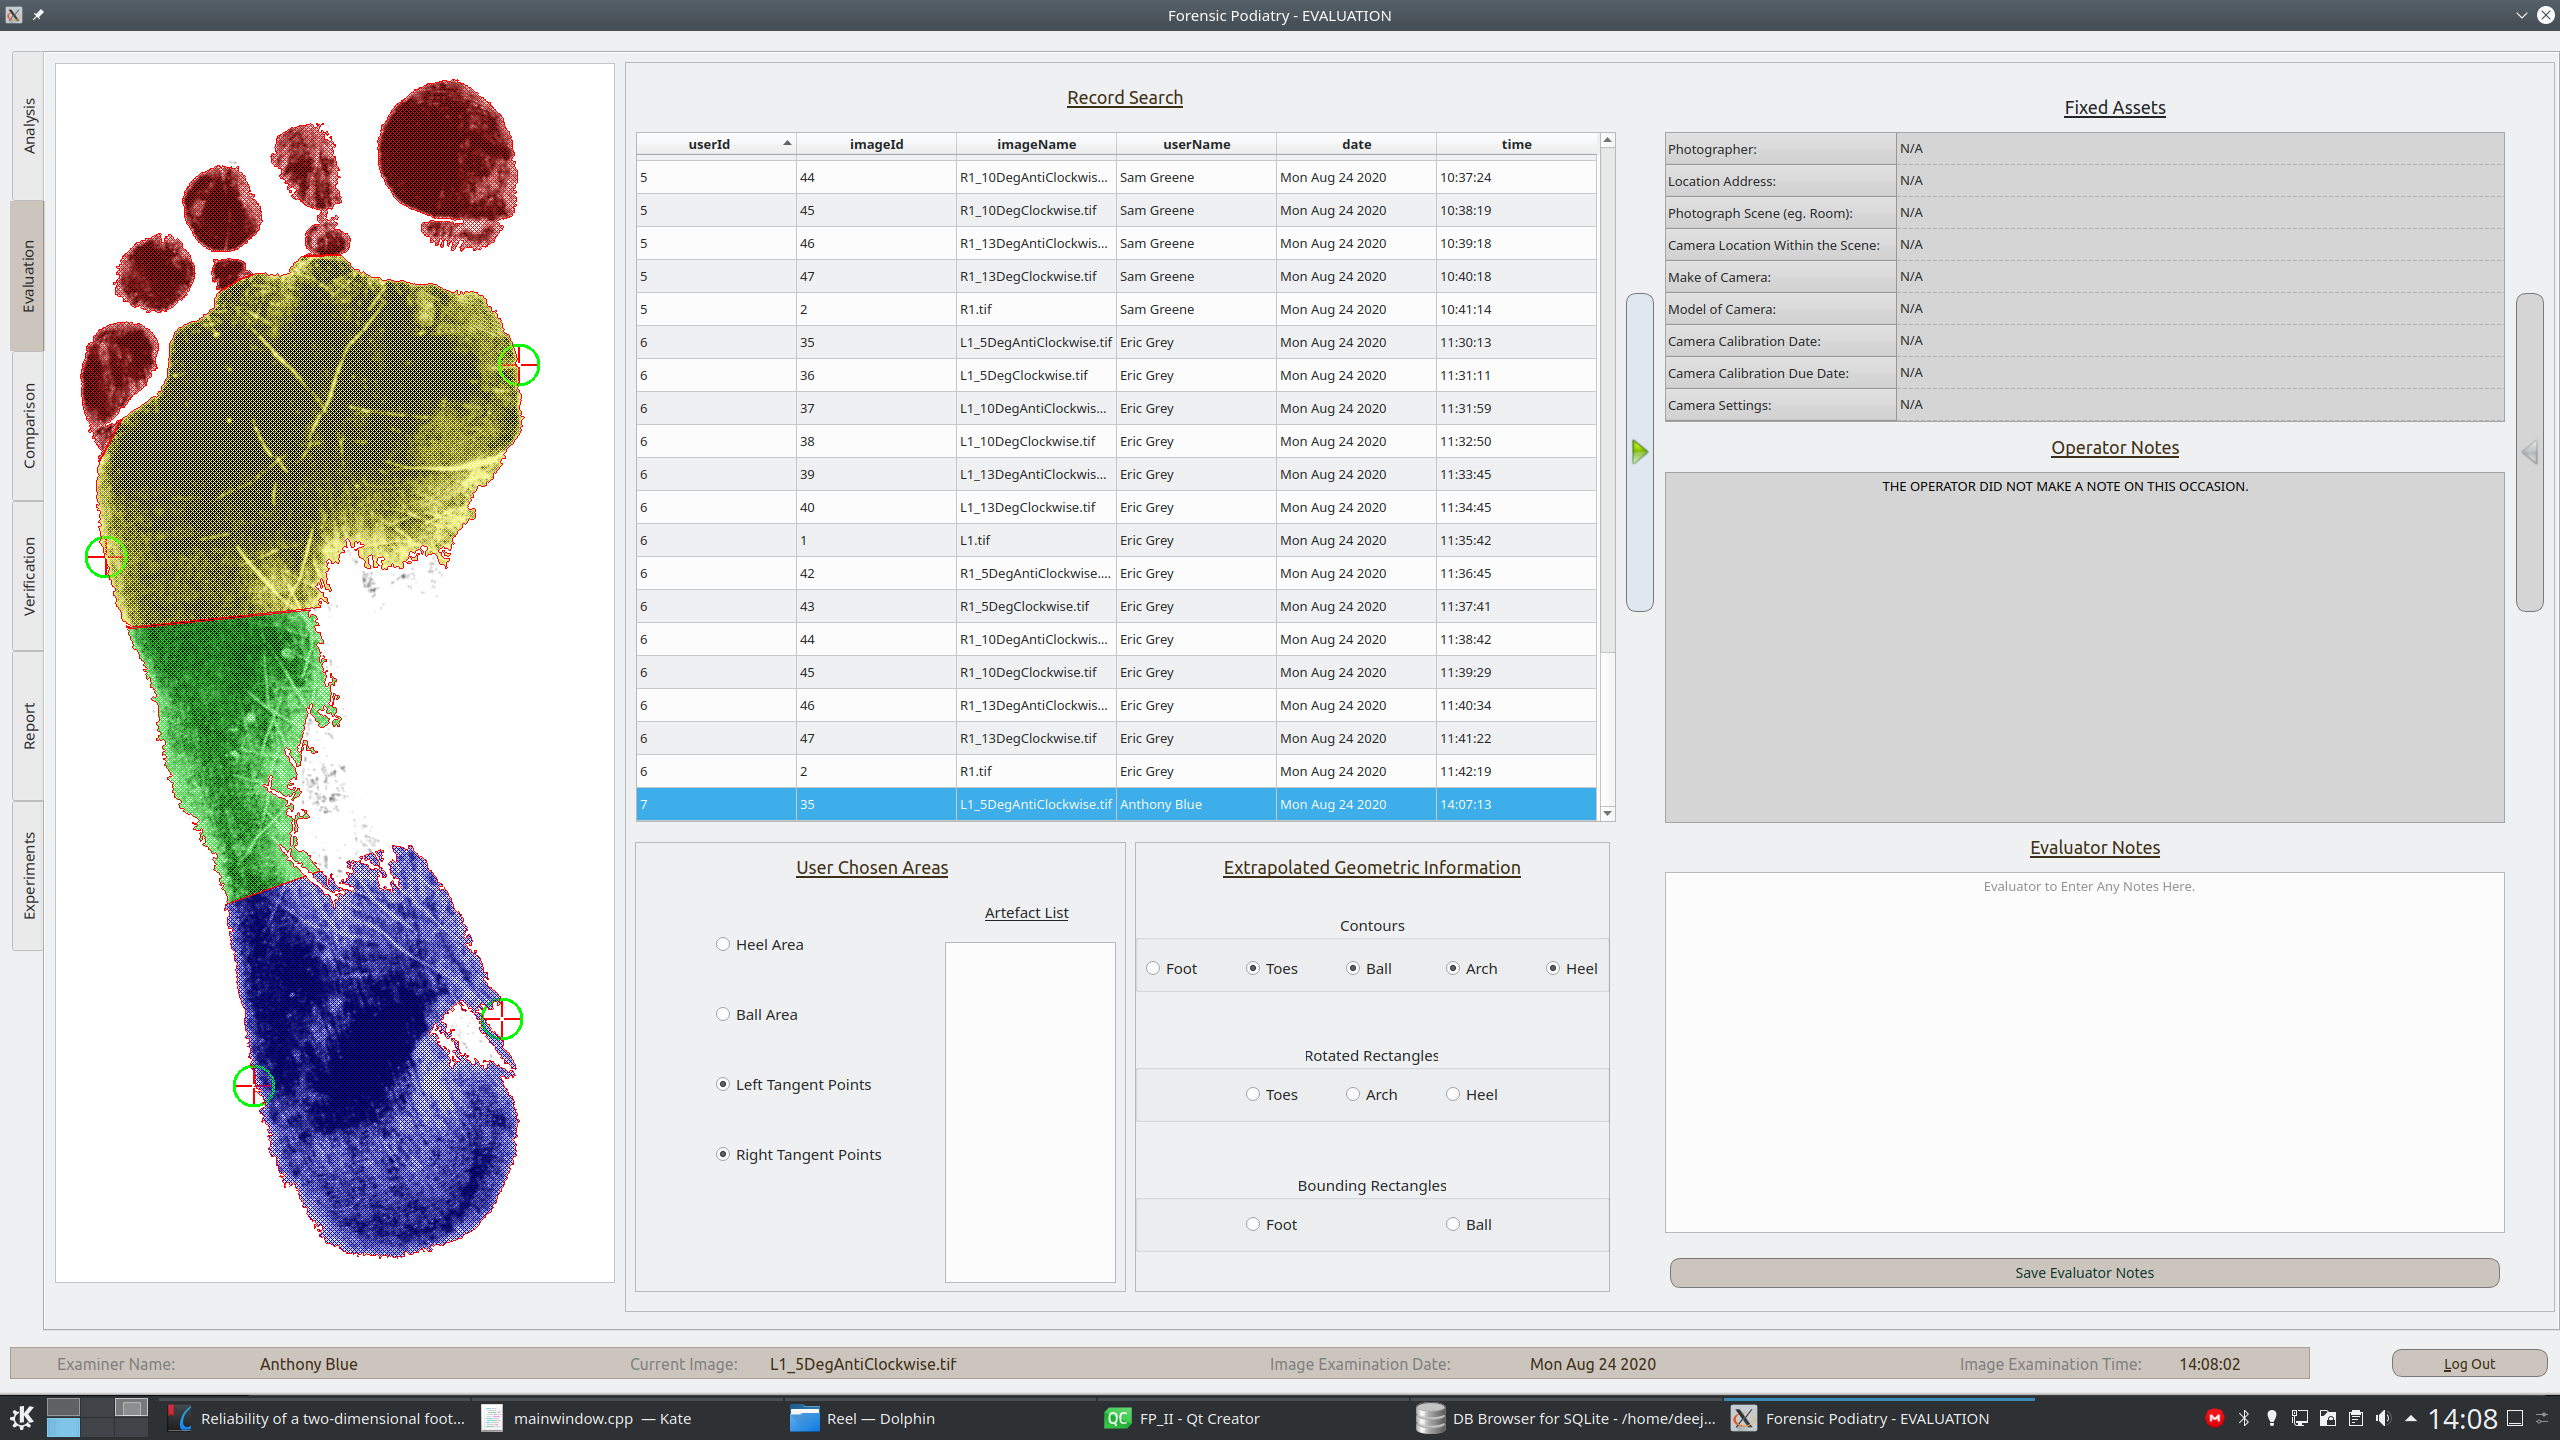 Forensic Podiatry - EVALUATION
Analysis
Evaluation
Comparison
Verification
Report
Experiments
Record Search
userId imageId imageName userName date time
5 44 R1_10DegAntiClockwis... Sam Greene Mon Aug 24 2020 10:37:24
5 45 R1_10DegClockwise.tif Sam Greene Mon Aug 24 2020 10:38:19
5 46 R1_13DegAntiClockwis... Sam Greene Mon Aug 24 2020 10:39:18
5 47 R1_13DegClockwise.tif Sam Greene Mon Aug 24 2020 10:40:18
5 2 R1.tif Sam Greene Mon Aug 24 2020 10:41:14
6 35 L1_5DegAntiClockwise.tif Eric Grey Mon Aug 24 2020 11:30:13
6 36 L1_5DegClockwise.tif Eric Grey Mon Aug 24 2020 11:31:11
6 37 L1_10DegAntiClockwis... Eric Grey Mon Aug 24 2020 11:31:59
6 38 L1_10DegClockwise.tif Eric Grey Mon Aug 24 2020 11:32:50
6 39 L1_13DegAntiClockwis... Eric Grey Mon Aug 24 2020 11:33:45
6 40 L1_13DegClockwise.tif Eric Grey Mon Aug 24 2020 11:34:45
6 1 L1.tif Eric Grey Mon Aug 24 2020 11:35:42
6 42 R1_5DegAntiClockwise.... Eric Grey Mon Aug 24 2020 11:36:45
6 43 R1_5DegClockwise.tif Eric Grey Mon Aug 24 2020 11:37:41
6 44 R1_10DegAntiClockwis... Eric Grey Mon Aug 24 2020 11:38:42
6 45 R1_10DegClockwise.tif Eric Grey Mon Aug 24 2020 11:39:29
6 46 R1_13DegAntiClockwis... Eric Grey Mon Aug 24 2020 11:40:34
6 47 R1_13DegClockwise.tif Eric Grey Mon Aug 24 2020 11:41:22
6 2 R1.tif Eric Grey Mon Aug 24 2020 11:42:19
7 35 L1_5DegAntiClockwise.tif Anthony Blue Mon Aug 24 2020 14:07:13
User Chosen Areas
Artefact List
Heel Area
Ball Area
Left Tangent Points
Right Tangent Points
Extrapolated Geometric Information
Contours
Foot Toes Ball Arch Heel
Rotated Rectangles
Toes Arch Heel
Bounding Rectangles
Foot Ball
Fixed Assets
Photographer: N/A
Location Address: N/A
Photograph Scene (eg. Room): N/A
Camera Location Within the Scene: N/A
Make of Camera: N/A
Model of Camera: N/A
Camera Calibration Date: N/A
Camera Calibration Due Date: N/A
Camera Settings: N/A
Operator Notes
THE OPERATOR DID NOT MAKE A NOTE ON THIS OCCASION.
Evaluator Notes
Evaluator to Enter Any Notes Here.
Save Evaluator Notes
Examiner Name: Anthony Blue Current Image: L1_5DegAntiClockwise.tif Image Examination Date: Mon Aug 24 2020 Image Examination Time: 14:08:02 Log Out
Reliability of a two-dimensional foot... mainwindow.cpp — Kate Reel — Dolphin QC FP_II - Qt Creator DB Browser for SQLite - /home/deej... Forensic Podiatry - EVALUATION 14:08